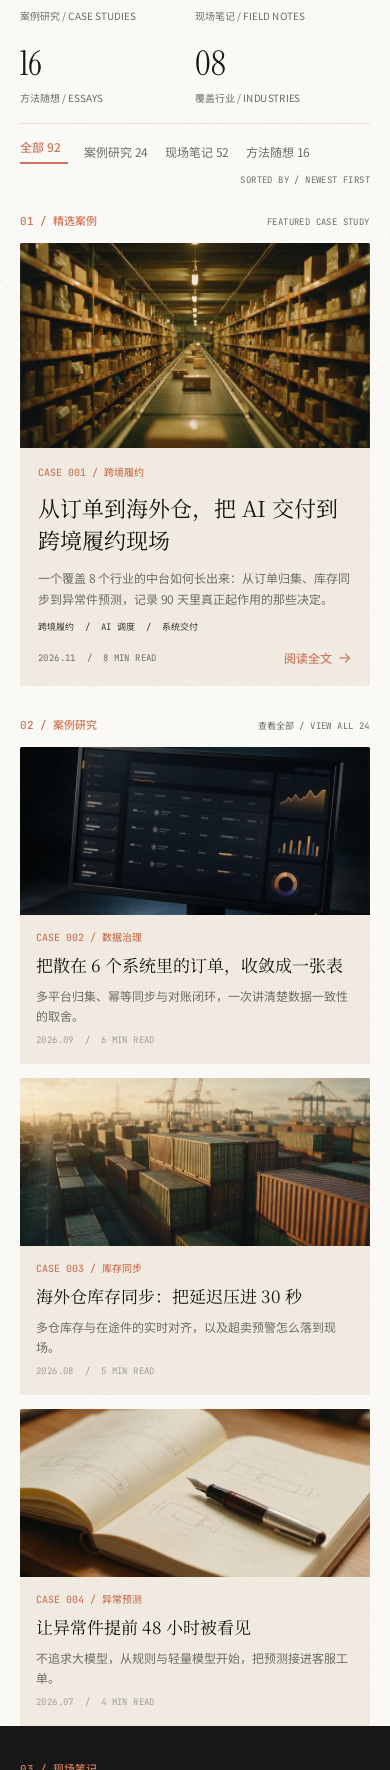 案例研究 / CASE STUDIES
现场笔记 / FIELD NOTES
16
08
方法随想 / ESSAYS
覆盖行业 / INDUSTRIES
全部 92
案例研究 24
现场笔记 52
方法随想 16
SORTED BY / NEWEST FIRST
01 / 精选案例
FEATURED CASE STUDY
CASE 001 / 跨境履约
从订单到海外仓，把 AI 交付到
跨境履约现场
一个覆盖 8 个行业的中台如何长出来：从订单归集、库存同
步到异常件预测，记录 90 天里真正起作用的那些决定。
跨境履约 / AI 调度 / 系统交付
2026.11 / 8 MIN READ
阅读全文 →
02 / 案例研究
查看全部 / VIEW ALL 24
CASE 002 / 数据治理
把散在 6 个系统里的订单，收敛成一张表
多平台归集、幂等同步与对账闭环，一次讲清楚数据一致性
的取舍。
2026.09 / 6 MIN READ
CASE 003 / 库存同步
海外仓库存同步：把延迟压进 30 秒
多仓库存与在途件的实时对齐，以及超卖预警怎么落到现
场。
2026.08 / 5 MIN READ
CASE 004 / 异常预测
让异常件提前 48 小时被看见
不追求大模型，从规则与轻量模型开始，把预测接进客服工
单。
2026.07 / 4 MIN READ
03 / 现场笔记